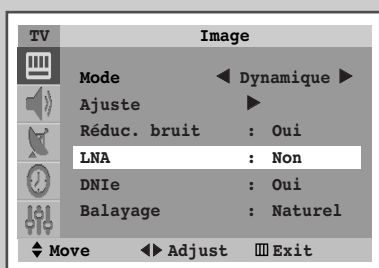 TV Image
Mode ◀ Dynamique ▶
Ajuste ▶
Réduc. bruit : Oui
LNA : Non
DNIe : Oui
Balayage : Naturel
Move Adjust Exit